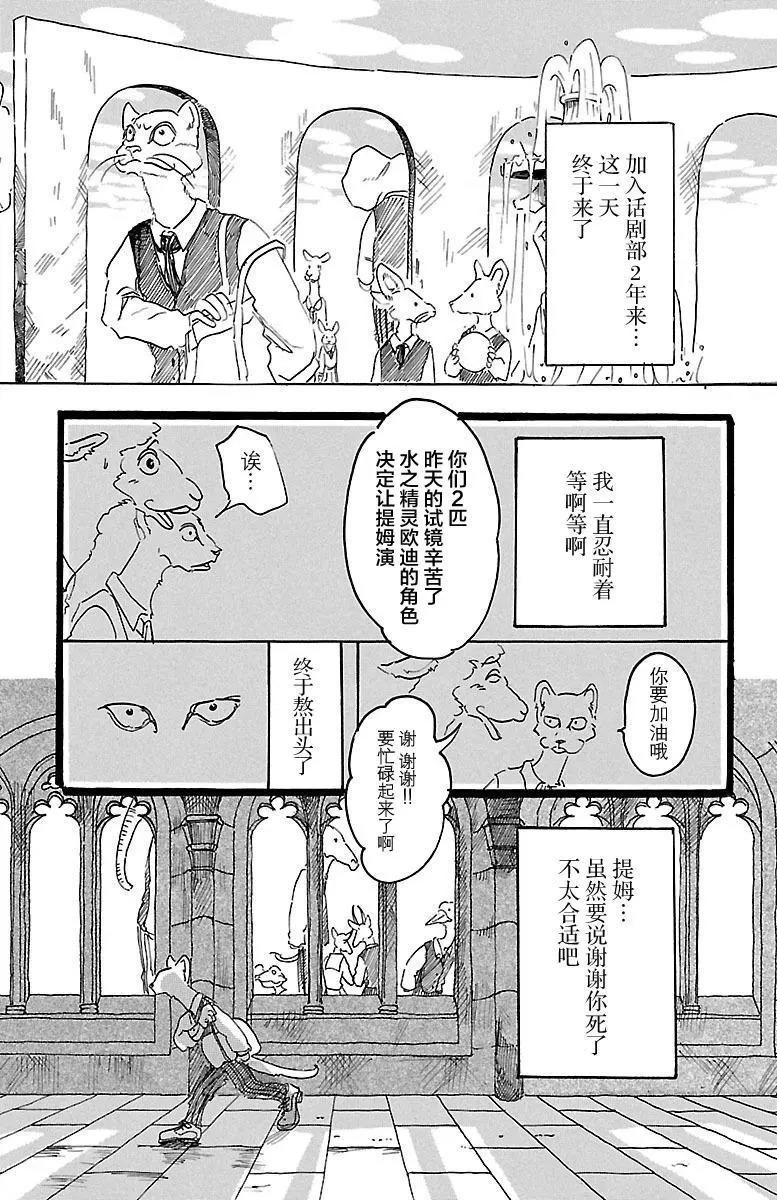 加入话剧部2年来…
这一天
终于来了
我一直忍耐着
等啊等啊
你们2匹
昨天的试镜辛苦了
水之精灵欧迪的角色
决定让提姆演
诶…
你要加油哦
谢 谢谢!!
要忙碌起来了啊
终于熬出头了
提姆…
虽然要说谢谢你死了
不太合适吧